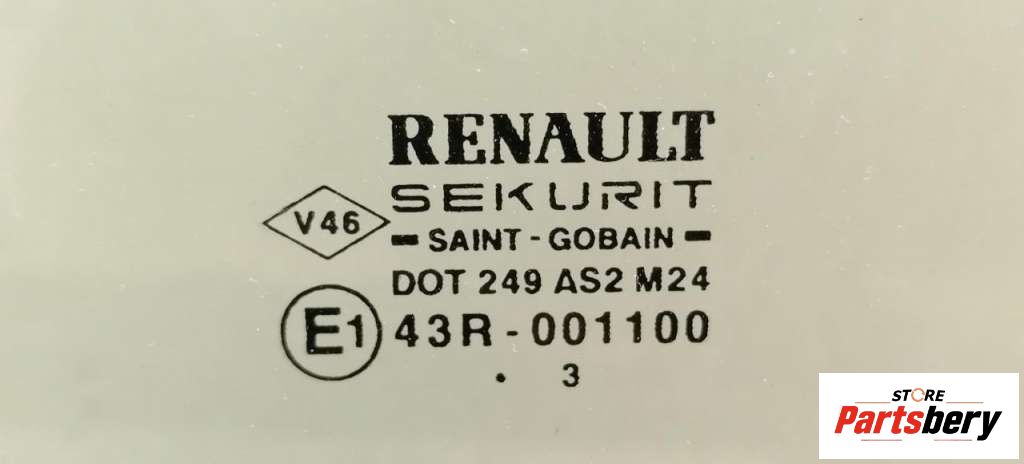 RENAULT
V46
SEKURIT
- SAINT - GOBAIN -
DOT 249 AS2 M24
E1 43R - 001100
. 3
STORE
Partsbery